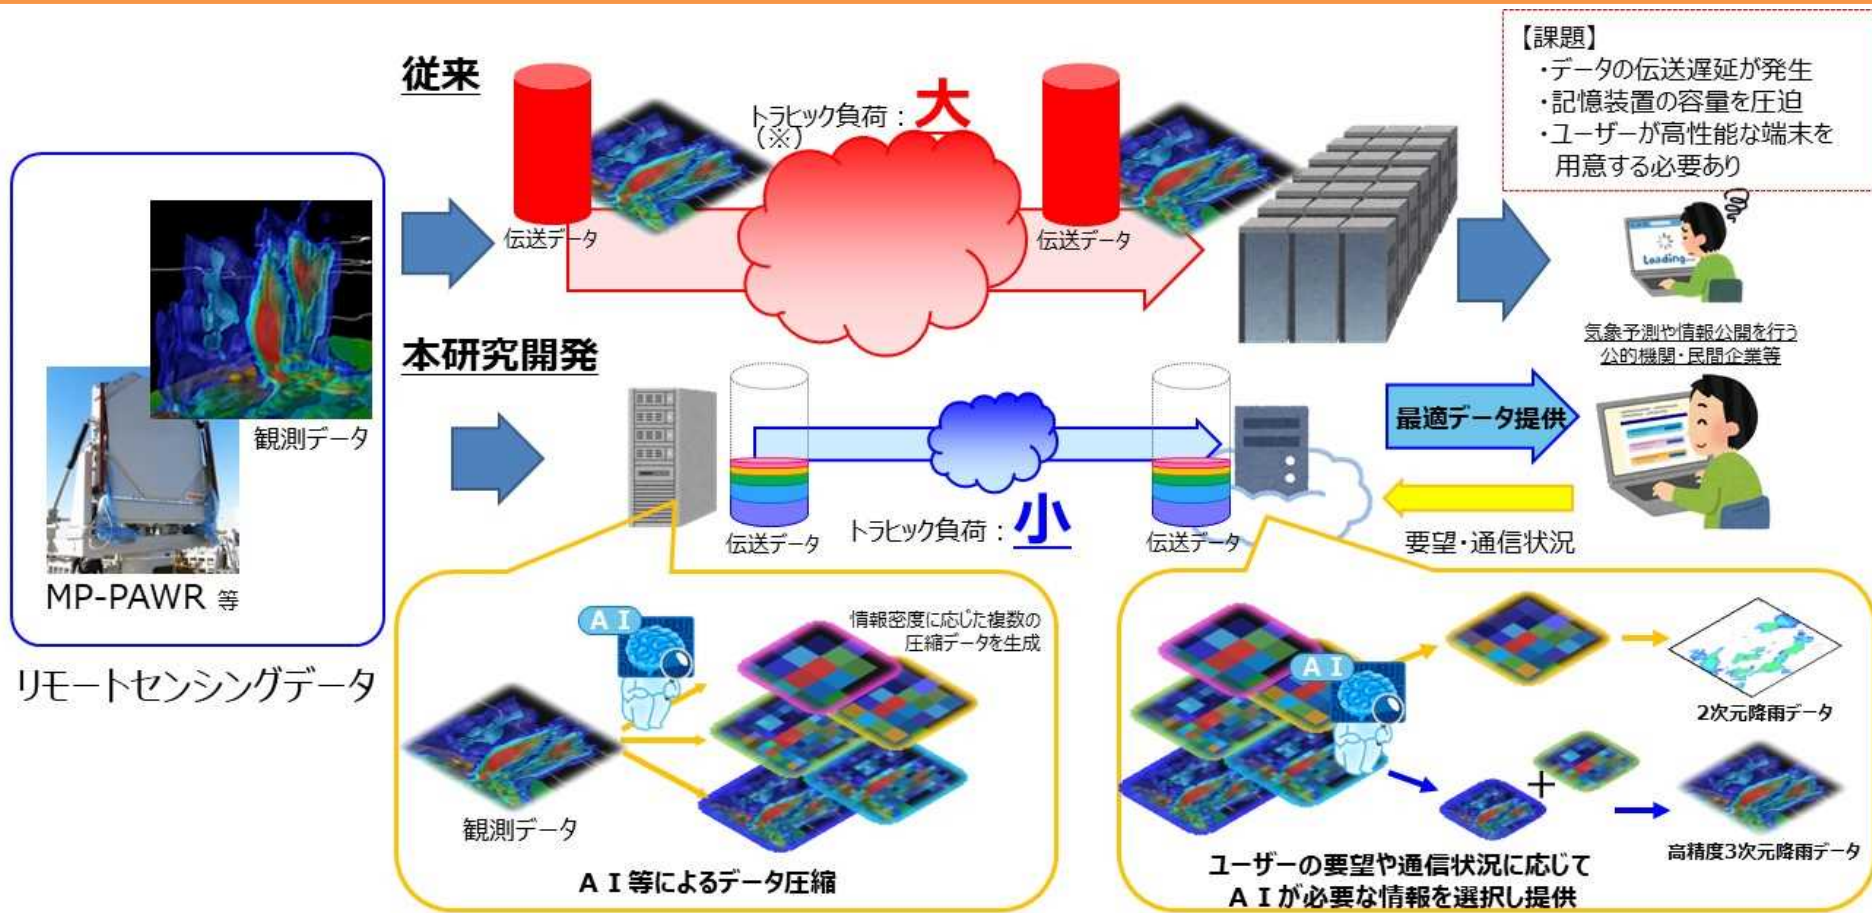 従来
トラヒック負荷：大
（※）
伝送データ
伝送データ
【課題】
・データの伝送遅延が発生
・記憶装置の容量を圧迫
・ユーザーが高性能な端末を
用意する必要あり
Loading...
気象予測や情報公開を行う
公的機関・民間企業等
観測データ
MP-PAWR 等
リモートセンシングデータ
本研究開発
伝送データ
トラヒック負荷：小
伝送データ
最適データ提供
要望・通信状況
ＡＩ
情報密度に応じた複数の
圧縮データを生成
観測データ
ＡＩ等によるデータ圧縮
ＡＩ
2次元降雨データ
+
高精度3次元降雨データ
ユーザーの要望や通信状況に応じて
ＡＩが必要な情報を選択し提供